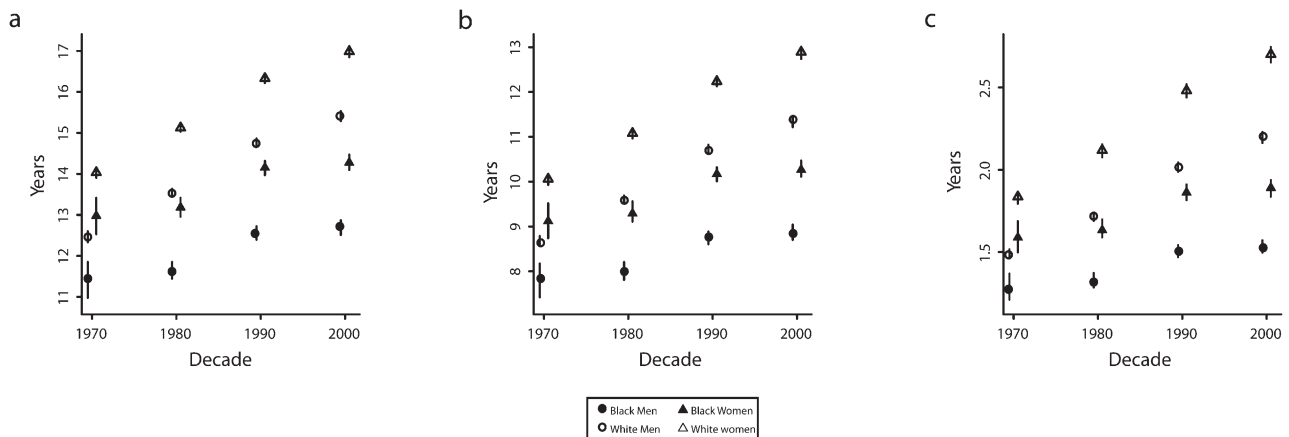 a
17
16
15
14
13
12
11
Years
1970 1980 1990 2000
Decade
b
13
12
11
10
9
8
Years
1970 1980 1990 2000
Decade
c
2.5
2.0
1.5
Years
1970 1980 1990 2000
Decade
Black Men Black Women
White Men White women